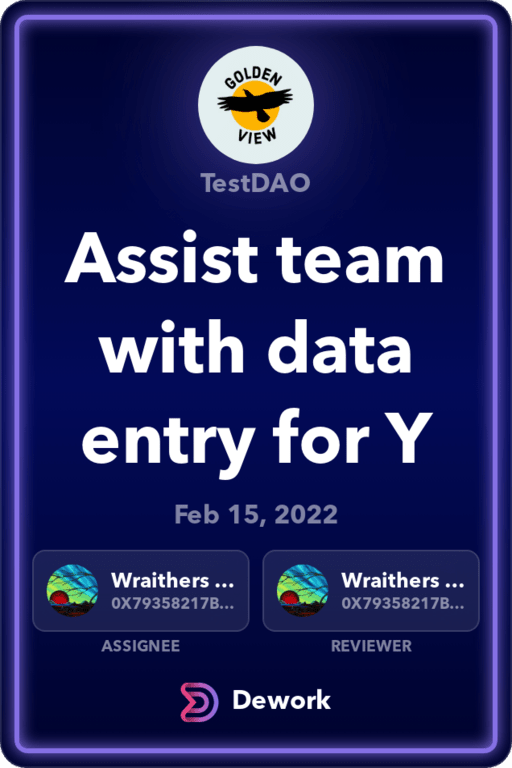 GOLDEN
VIEW
TestDAO
Assist team
with data
entry for Y
Feb 15, 2022
Wraithers ...
0X79358217B...
Wraithers ...
0X79358217B...
ASSIGNEE
REVIEWER
Dework